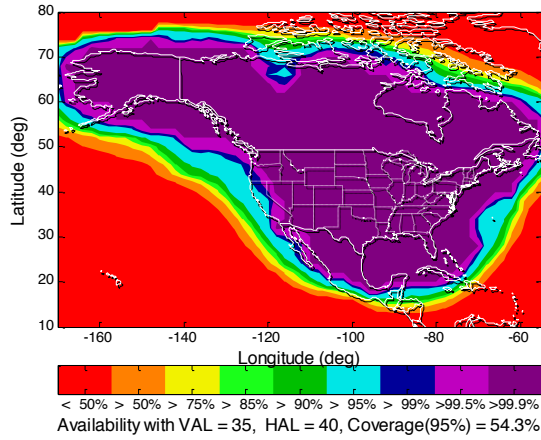 80
70
60
50
40
30
20
10
Latitude (deg)
-160 -140 -120 -100 -80 -60
Longitude (deg)
< 50% > 50% > 75% > 85% > 90% > 95% > 99% >99.5% >99.9%
Availability with VAL = 35, HAL = 40, Coverage(95%) = 54.3%